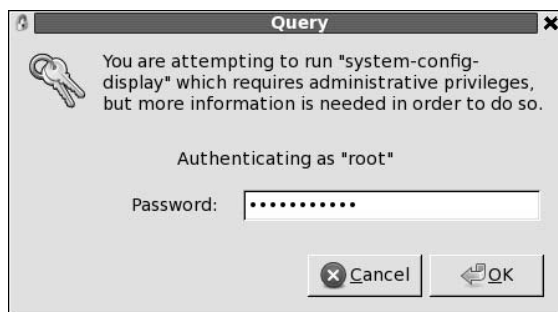 Query
You are attempting to run "system-config-
display" which requires administrative privileges,
but more information is needed in order to do so.
Authenticating as "root"
Password: •••••••••••
Cancel OK